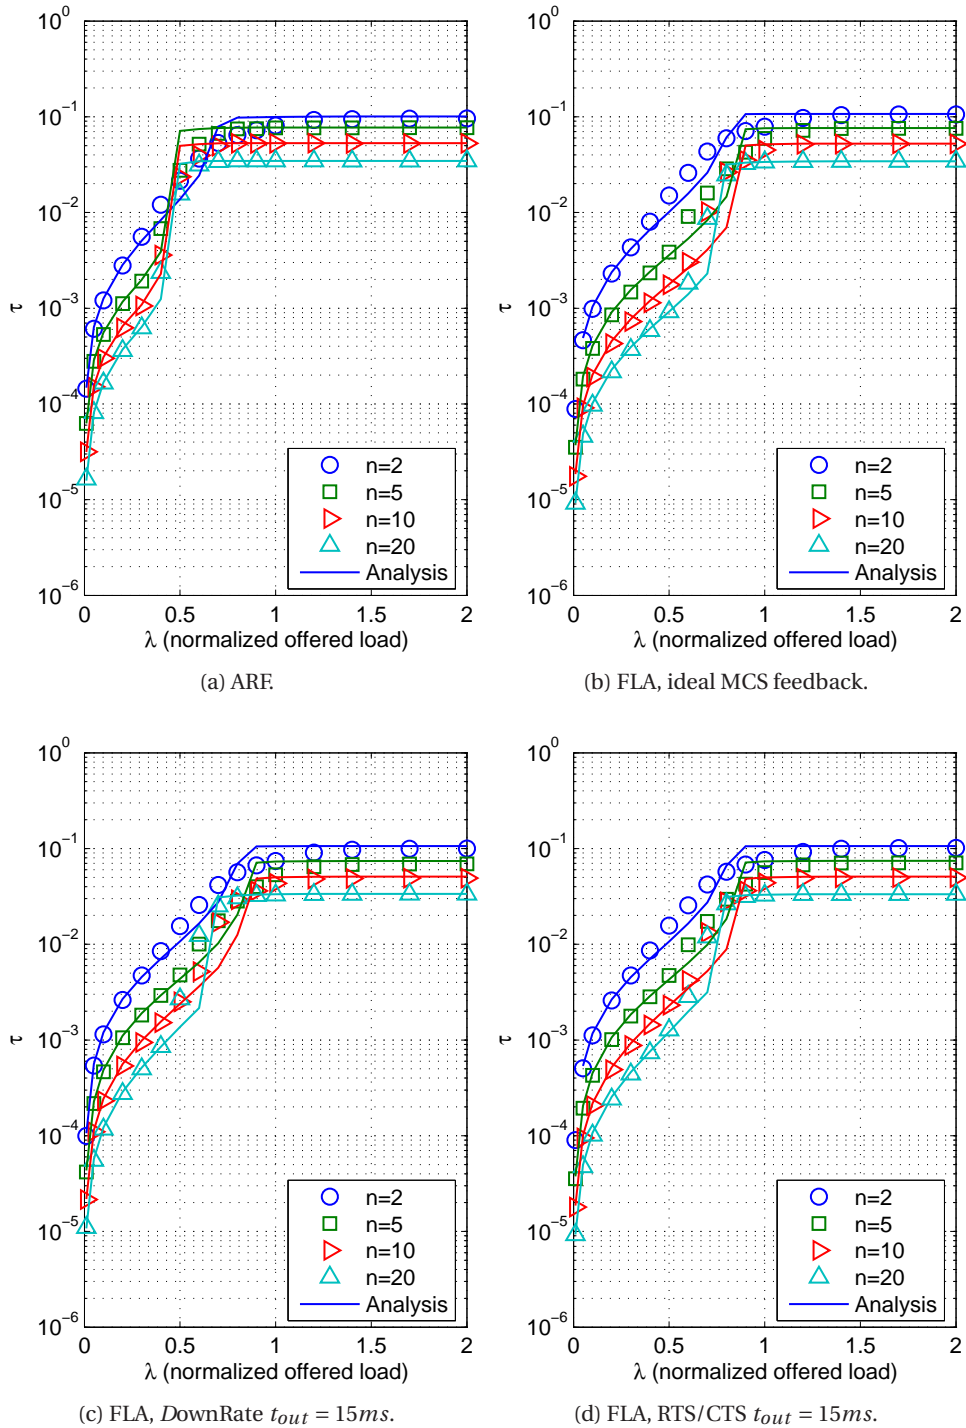 10^0
10^-1
10^-2
10^-3
10^-4
10^-5
10^-6
τ
0 0.5 1 1.5 2
λ (normalized offered load)
n=2
n=5
n=10
n=20
Analysis
(a) ARF.
10^0
10^-1
10^-2
10^-3
10^-4
10^-5
10^-6
τ
0 0.5 1 1.5 2
λ (normalized offered load)
n=2
n=5
n=10
n=20
Analysis
(b) FLA, ideal MCS feedback.
10^0
10^-1
10^-2
10^-3
10^-4
10^-5
10^-6
τ
0 0.5 1 1.5 2
λ (normalized offered load)
n=2
n=5
n=10
n=20
Analysis
(c) FLA, DownRate t_out = 15ms.
10^0
10^-1
10^-2
10^-3
10^-4
10^-5
10^-6
τ
0 0.5 1 1.5 2
λ (normalized offered load)
n=2
n=5
n=10
n=20
Analysis
(d) FLA, RTS/CTS t_out = 15ms.